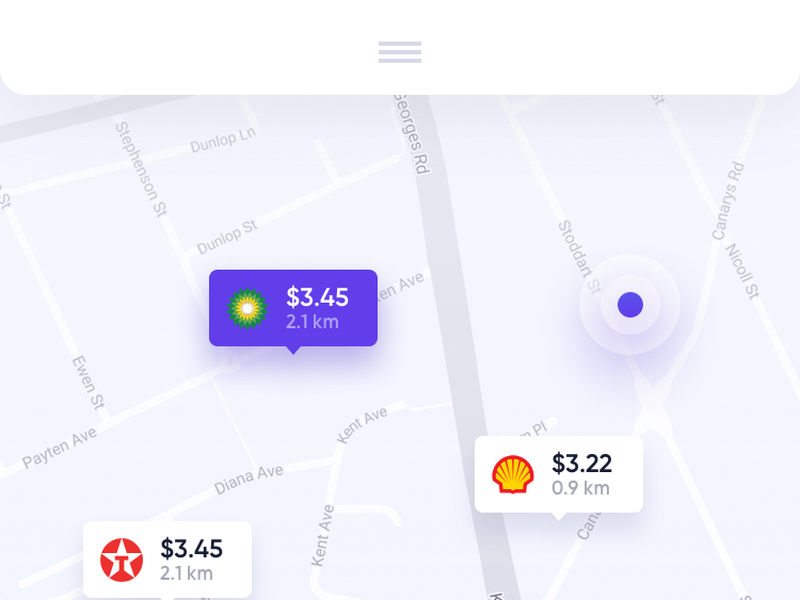 Georges Rd
Dunlop Ln
Stephenson St
St
St
Canarys Rd
Dunlop St
Stoddart St
Nicoll St
$3.45
2.1 km
Ave
Ewen St
Kent Ave
Payten Ave
Pl
$3.22
0.9 km
Diana Ave
Kent Ave
$3.45
2.1 km